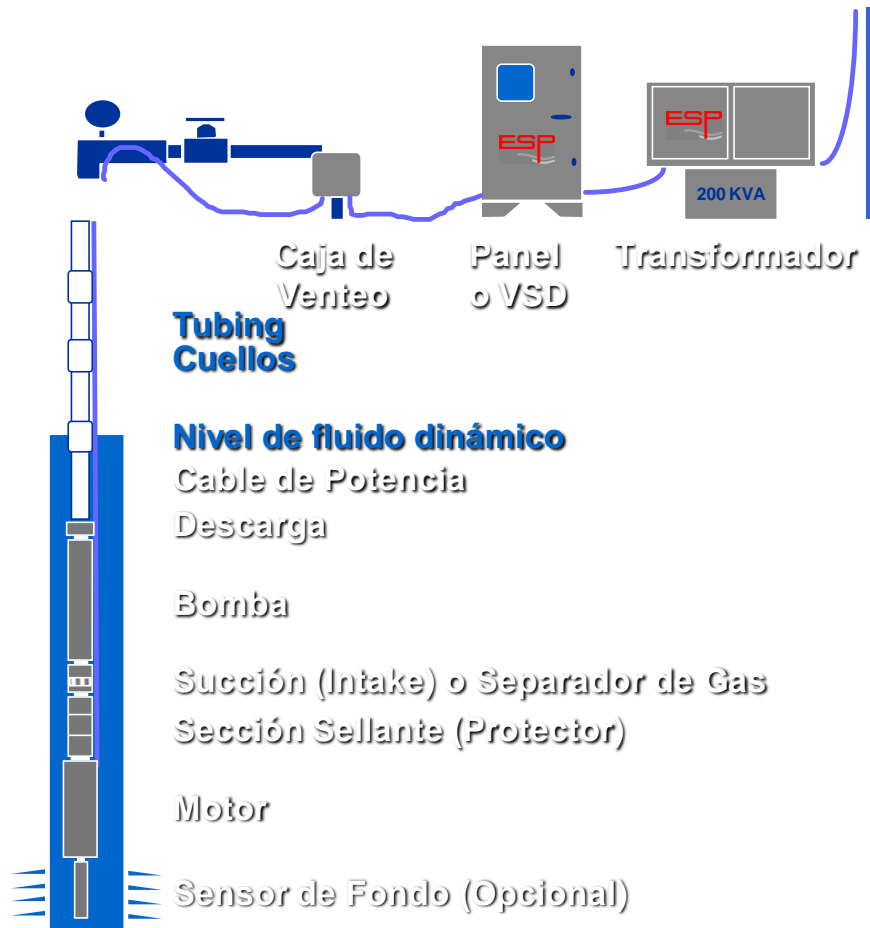 ESP
ESP
200 KVA
Caja de
Venteo
Panel
o VSD
Transformador
Tubing
Cuellos
Nivel de fluido dinámico
Cable de Potencia
Descarga
Bomba
Succión (Intake) o Separador de Gas
Sección Sellante (Protector)
Motor
Sensor de Fondo (Opcional)